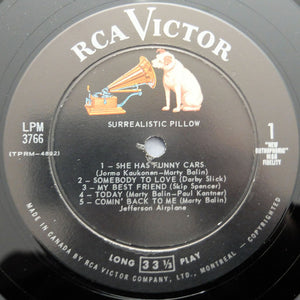 RCA VICTOR
LPM
3766
(TPRM-4892)
SURREALISTIC PILLOW
1
"NEW
ORTHOPHONIC"
HIGH
FIDELITY
1 - SHE HAS FUNNY CARS
(Jorma Kaukonen-Marty Balin)
2 - SOMEBODY TO LOVE (Darby Slick)
3 - MY BEST FRIEND (Skip Spencer)
4 - TODAY (Marty Balin-Paul Kantner)
5 - COMIN' BACK TO ME (Marty Balin)
Jefferson Airplane
LONG 33⅓ PLAY
MADE IN CANADA BY RCA VICTOR COMPANY, LTD., MONTREAL